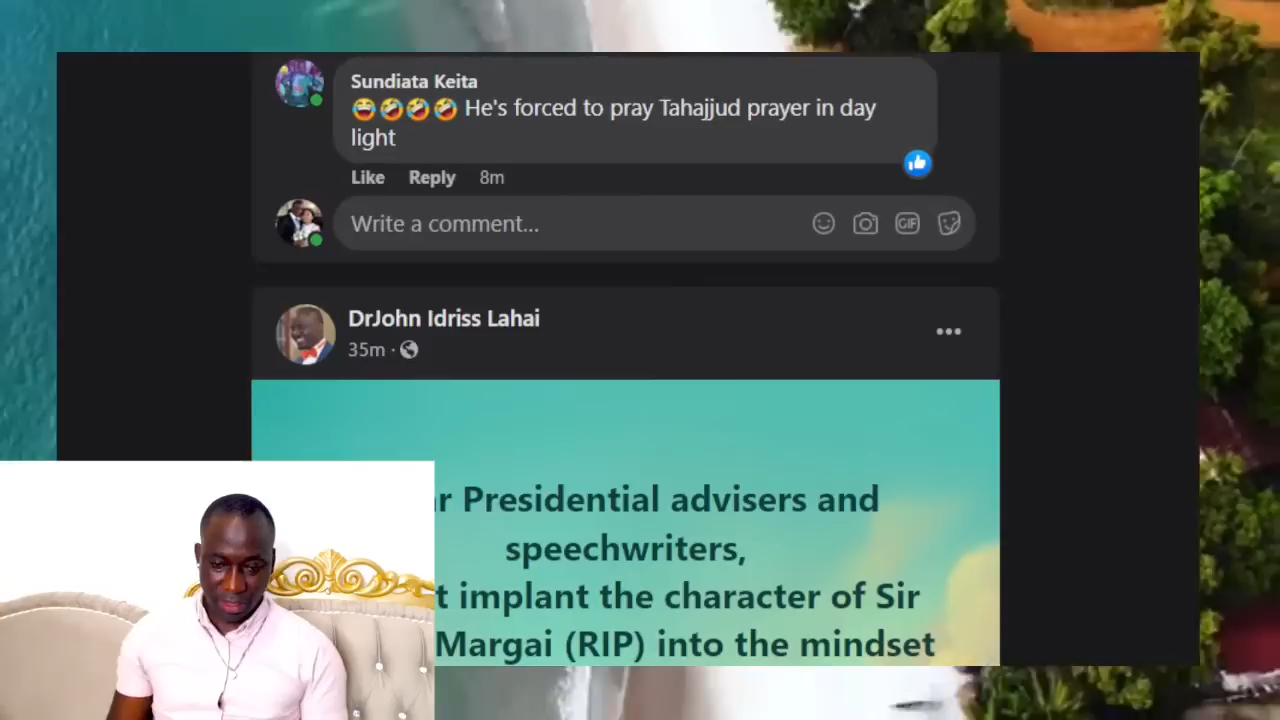 Sundiata Keita
😂🤣🤣🤣 He's forced to pray Tahajjud prayer in day
light
Like Reply 8m
Write a comment...
GIF
DrJohn Idriss Lahai
35m ·
Presidential advisers and
speechwriters,
implant the character of Sir
Margai (RIP) into the mindset